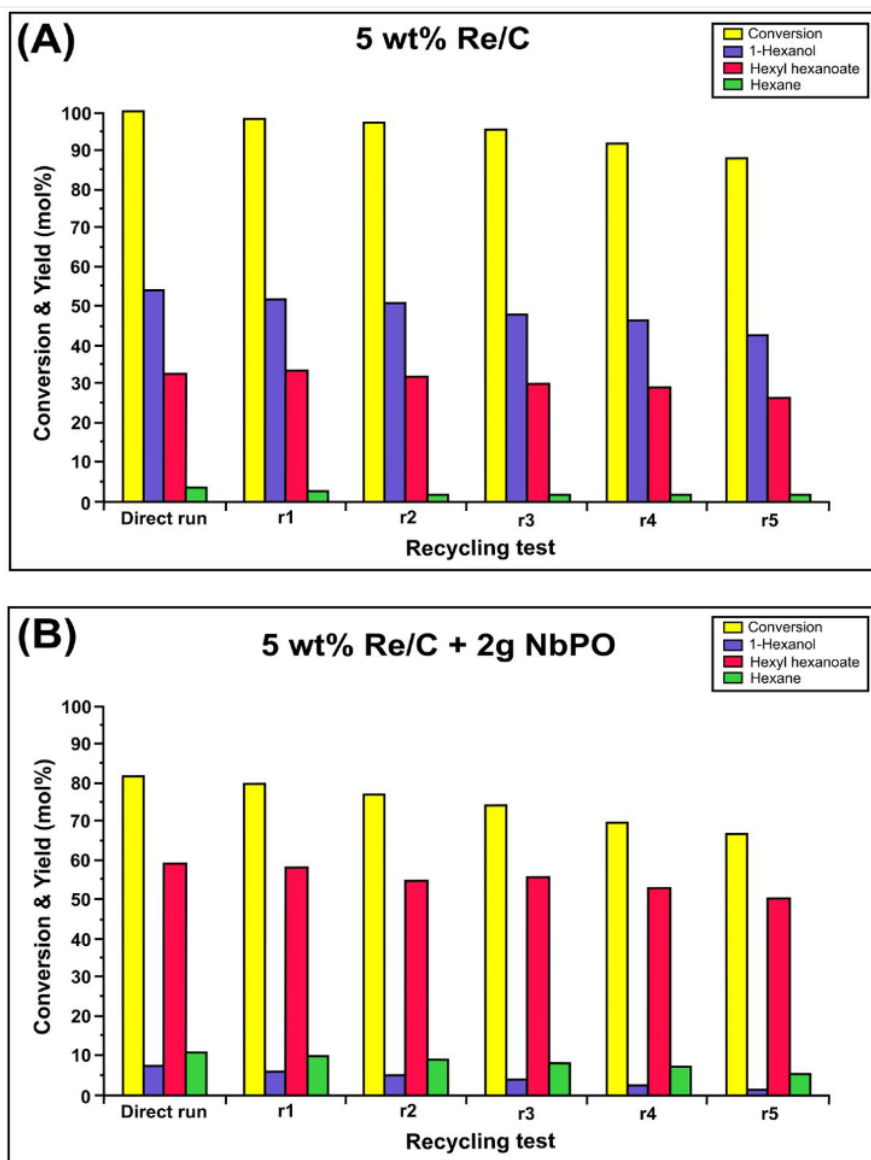 (A)
5 wt% Re/C
Conversion
1-Hexanol
Hexyl hexanoate
Hexane
Conversion & Yield (mol%)
100
90
80
70
60
50
40
30
20
10
0
Direct run r1 r2 r3 r4 r5
Recycling test
(B)
5 wt% Re/C + 2g NbPO
Conversion
1-Hexanol
Hexyl hexanoate
Hexane
Conversion & Yield (mol%)
100
90
80
70
60
50
40
30
20
10
0
Direct run r1 r2 r3 r4 r5
Recycling test